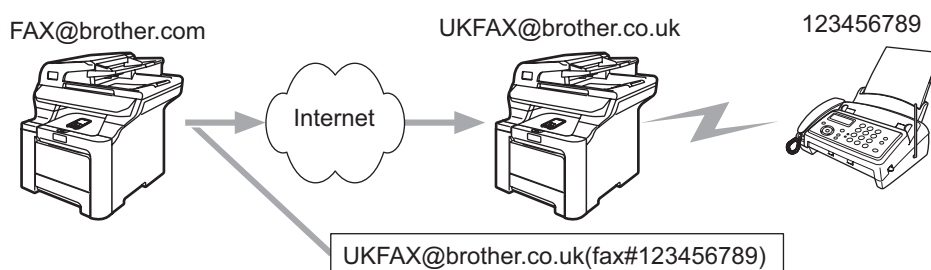 FAX@brother.com
UKFAX@brother.co.uk
123456789
Internet
UKFAX@brother.co.uk(fax#123456789)